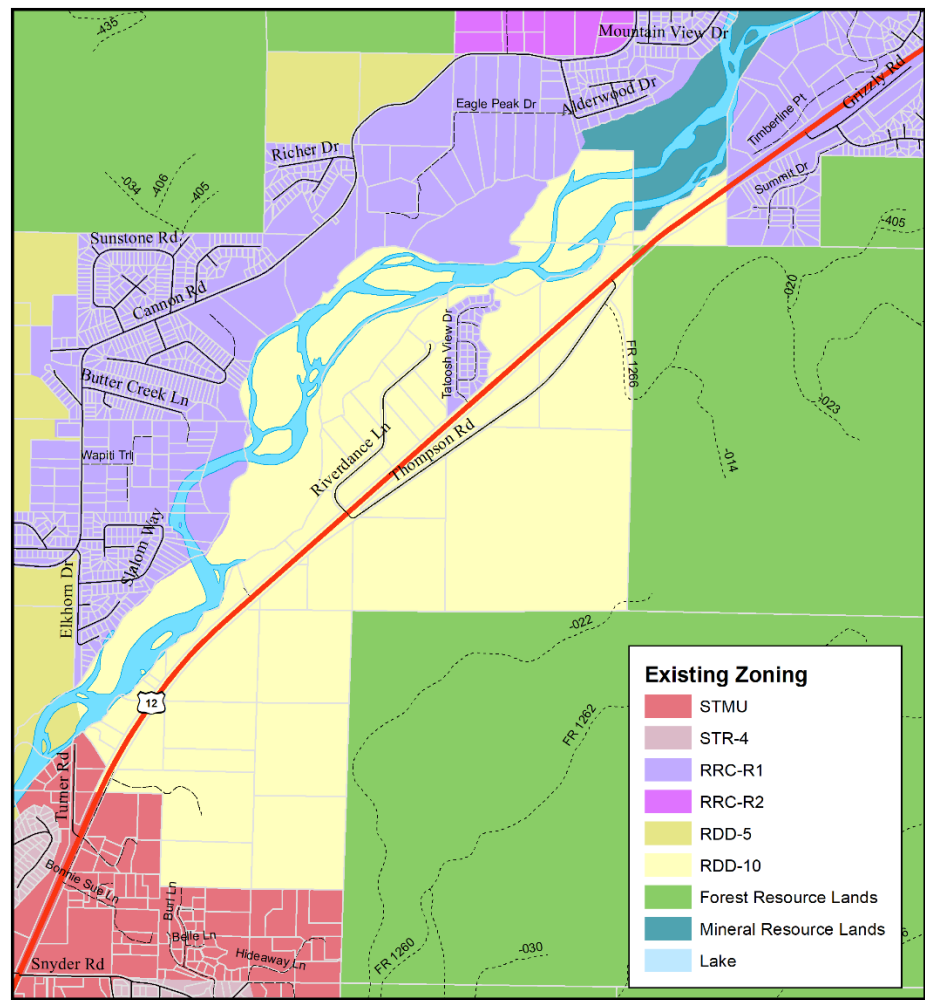 -435
Mountain View Dr
Eagle Peak Dr
Alderwood Dr
Grizzly Rd
Timberline Pt
Richer Dr
Summit Dr
-034
-406
-405
-405
Sunstone Rd
-020
Cannon Rd
Tatoosh View Dr
FR 1266
Butter Creek Ln
-023
Riverdance Ln
Thompson Rd
Wapiti Trl
-014
Slalom Way
Elkhorn Dr
-022
12
FR 1262
Turner Rd
Bonnie Sue Ln
Burl Ln
Belle Ln
Hideaway Ln
Snyder Rd
FR 1260
-030
Existing Zoning
STMU
STR-4
RRC-R1
RRC-R2
RDD-5
RDD-10
Forest Resource Lands
Mineral Resource Lands
Lake